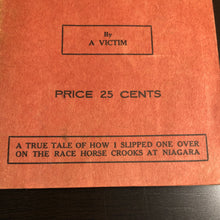 By
A VICTIM
PRICE 25 CENTS
A TRUE TALE OF HOW I SLIPPED ONE OVER
ON THE RACE HORSE CROOKS AT NIAGARA